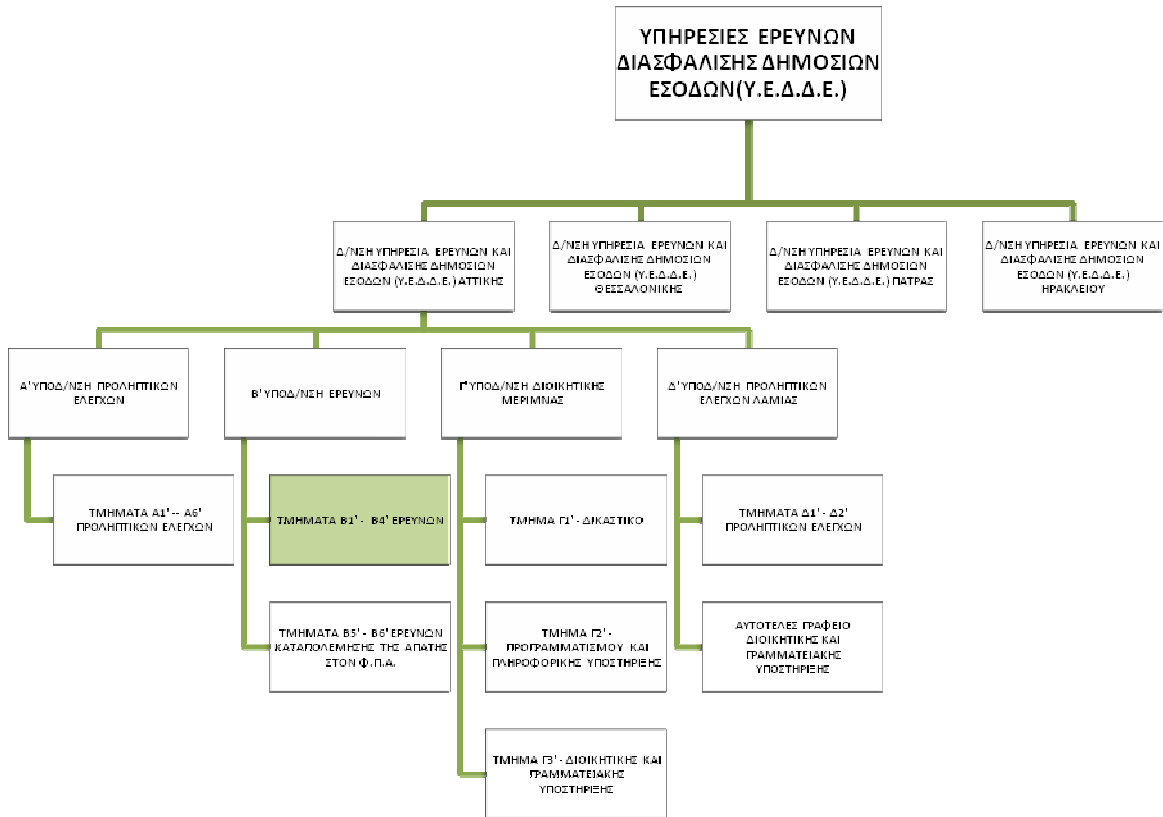 ΥΠΗΡΕΣΙΕΣ ΕΡΕΥΝΩΝ
ΔΙΑΣΦΑΛΙΣΗΣ ΔΗΜΟΣΙΩΝ
ΕΣΟΔΩΝ(Υ.Ε.Δ.Δ.Ε.)
Δ/ΝΣΗ ΥΠΗΡΕΣΙΑ ΕΡΕΥΝΩΝ ΚΑΙ
ΔΙΑΣΦΑΛΙΣΗΣ ΔΗΜΟΣΙΩΝ
ΕΣΟΔΩΝ (Υ.Ε.Δ.Δ.Ε.) ΑΤΤΙΚΗΣ
Δ/ΝΣΗ ΥΠΗΡΕΣΙΑ ΕΡΕΥΝΩΝ ΚΑΙ
ΔΙΑΣΦΑΛΙΣΗΣ ΔΗΜΟΣΙΩΝ
ΕΣΟΔΩΝ (Υ.Ε.Δ.Δ.Ε.)
ΘΕΣΣΑΛΟΝΙΚΗΣ
Δ/ΝΣΗ ΥΠΗΡΕΣΙΑ ΕΡΕΥΝΩΝ ΚΑΙ
ΔΙΑΣΦΑΛΙΣΗΣ ΔΗΜΟΣΙΩΝ
ΕΣΟΔΩΝ (Υ.Ε.Δ.Δ.Ε.) ΠΑΤΡΑΣ
Δ/ΝΣΗ ΥΠΗΡΕΣΙΑ ΕΡΕΥΝΩΝ ΚΑΙ
ΔΙΑΣΦΑΛΙΣΗΣ ΔΗΜΟΣΙΩΝ
ΕΣΟΔΩΝ (Υ.Ε.Δ.Δ.Ε.)
ΗΡΑΚΛΕΙΟΥ
Α' ΥΠΟΔ/ΝΣΗ ΠΡΟΛΗΠΤΙΚΩΝ
ΕΛΕΓΧΩΝ
Β' ΥΠΟΔ/ΝΣΗ ΕΡΕΥΝΩΝ
Γ' ΥΠΟΔ/ΝΣΗ ΔΙΟΙΚΗΤΙΚΗΣ
ΜΕΡΙΜΝΑΣ
Δ' ΥΠΟΔ/ΝΣΗ ΠΡΟΛΗΠΤΙΚΩΝ
ΕΛΕΓΧΩΝ ΛΑΜΙΑΣ
ΤΜΗΜΑΤΑ Α1' -- Α6'
ΠΡΟΛΗΠΤΙΚΩΝ ΕΛΕΓΧΩΝ
ΤΜΗΜΑΤΑ Β1' - Β4' ΕΡΕΥΝΩΝ
ΤΜΗΜΑ Γ1' - ΔΙΚΑΣΤΙΚΟ
ΤΜΗΜΑΤΑ Δ1' - Δ2'
ΠΡΟΛΗΠΤΙΚΩΝ ΕΛΕΓΧΩΝ
ΤΜΗΜΑΤΑ Β5' - Β6' ΕΡΕΥΝΩΝ
ΚΑΤΑΠΟΛΕΜΗΣΗΣ ΤΗΣ ΑΠΑΤΗΣ
ΣΤΟΝ Φ.Π.Α.
ΤΜΗΜΑ Γ2' -
ΠΡΟΓΡΑΜΜΑΤΙΣΜΟΥ ΚΑΙ
ΠΛΗΡΟΦΟΡΙΚΗΣ ΥΠΟΣΤΗΡΙΞΗΣ
ΑΥΤΟΤΕΛΕΣ ΓΡΑΦΕΙΟ
ΔΙΟΙΚΗΤΙΚΗΣ ΚΑΙ
ΓΡΑΜΜΑΤΕΙΑΚΗΣ
ΥΠΟΣΤΗΡΙΞΗΣ
ΤΜΗΜΑ Γ3' - ΔΙΟΙΚΗΤΙΚΗΣ ΚΑΙ
ΓΡΑΜΜΑΤΕΙΑΚΗΣ
ΥΠΟΣΤΗΡΙΞΗΣ